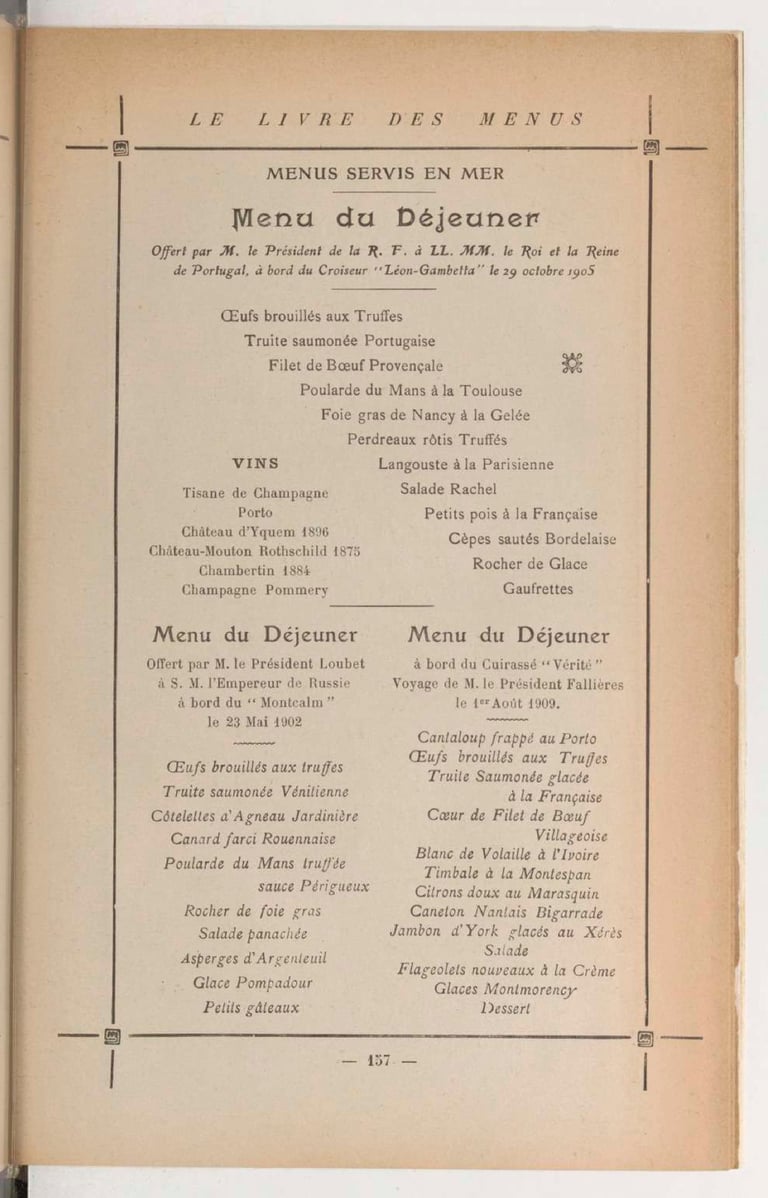 LE LIVRE DES MENUS
MENUS SERVIS EN MER
Menu du Déjeuner
Offert par M. le Président de la R. F. à LL. MM. le Roi et la Reine
de Portugal, à bord du Croiseur "Léon-Gambetta" le 29 octobre 1905
Œufs brouillés aux Truffes
Truite saumonée Portugaise
Filet de Bœuf Provençale
Poularde du Mans à la Toulouse
Foie gras de Nancy à la Gelée
Perdreaux rôtis Truffés
Langouste à la Parisienne
Salade Rachel
Petits pois à la Française
Cèpes sautés Bordelaise
Rocher de Glace
Gaufrettes
VINS
Tisane de Champagne
Porto
Château d'Yquem 1896
Château-Mouton Rothschild 1875
Chambertin 1884
Champagne Pommery
Menu du Déjeuner
Offert par M. le Président Loubet
à S. M. l'Empereur de Russie
à bord du "Montcalm"
le 23 Mai 1902
Œufs brouillés aux truffes
Truite saumonée Vénitienne
Côtelettes d'Agneau Jardinière
Canard farci Rouennaise
Poularde du Mans truffée
sauce Périgueux
Rocher de foie gras
Salade panachée
Asperges d'Argenteuil
Glace Pompadour
Petits gâteaux
Menu du Déjeuner
à bord du Cuirassé "Vérité"
Voyage de M. le Président Fallières
le 1er Août 1909.
Cantaloup frappé au Porto
Œufs brouillés aux Truffes
Truite Saumonée glacée
à la Française
Cœur de Filet de Bœuf
Villageoise
Blanc de Volaille à l'Ivoire
Timbale à la Montespan
Citrons doux au Marasquin
Caneton Nantais Bigarrade
Jambon d'York glacés au Xérès
Salade
Flageolets nouveaux à la Crème
Glaces Montmorency
Dessert
— 157 —